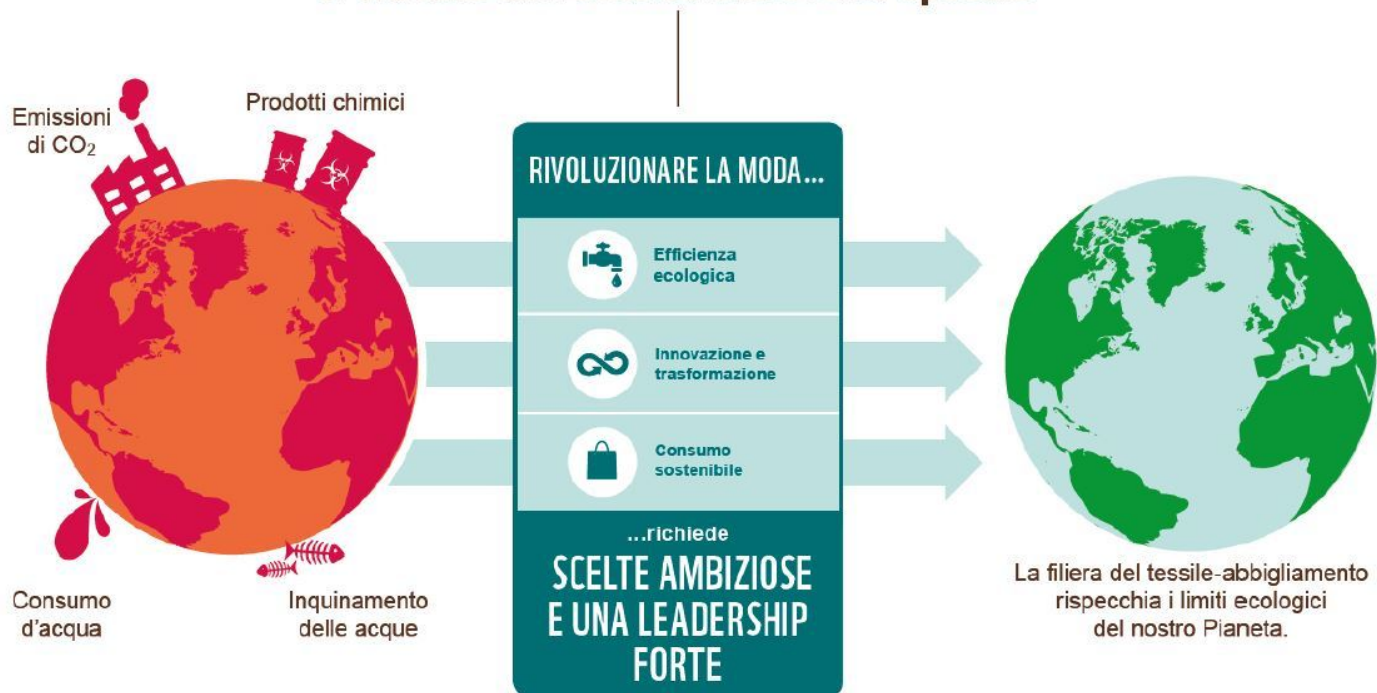 Emissioni
di CO₂
Prodotti chimici
Consumo
d'acqua
Inquinamento
delle acque
RIVOLUZIONARE LA MODA...
Efficienza
ecologica
Innovazione e
trasformazione
Consumo
sostenibile
...richiede
SCELTE AMBIZIOSE
E UNA LEADERSHIP
FORTE
La filiera del tessile-abbigliamento
rispecchia i limiti ecologici
del nostro Pianeta.